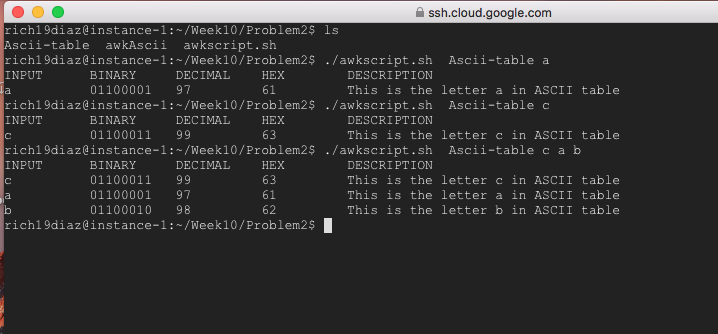 ssh.cloud.google.com
rich19diaz@instance-1:~/Week10/Problem2$ ls
Ascii-table  awkAscii  awkscript.sh
rich19diaz@instance-1:~/Week10/Problem2$ ./awkscript.sh  Ascii-table a
INPUT      BINARY     DECIMAL    HEX        DESCRIPTION
a          01100001   97         61         This is the letter a in ASCII table
rich19diaz@instance-1:~/Week10/Problem2$ ./awkscript.sh  Ascii-table c
INPUT      BINARY     DECIMAL    HEX        DESCRIPTION
c          01100011   99         63         This is the letter c in ASCII table
rich19diaz@instance-1:~/Week10/Problem2$ ./awkscript.sh  Ascii-table c a b
INPUT      BINARY     DECIMAL    HEX        DESCRIPTION
c          01100011   99         63         This is the letter c in ASCII table
a          01100001   97         61         This is the letter a in ASCII table
b          01100010   98         62         This is the letter b in ASCII table
rich19diaz@instance-1:~/Week10/Problem2$